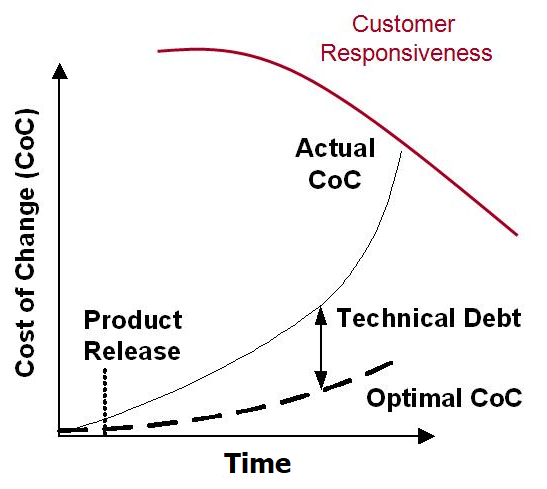 Customer
Responsiveness
Actual
CoC
Cost of Change (CoC)
Product
Release
Technical Debt
Optimal CoC
Time